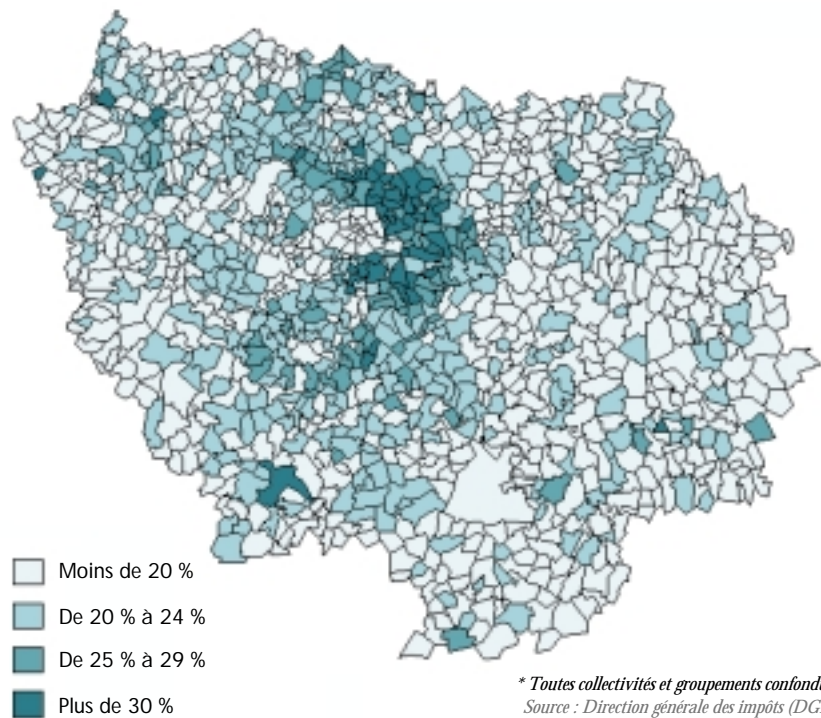 Moins de 20 %
De 20 % à 24 %
De 25 % à 29 %
Plus de 30 %
* Toutes collectivités et groupements
Source : Direction générale des impôts